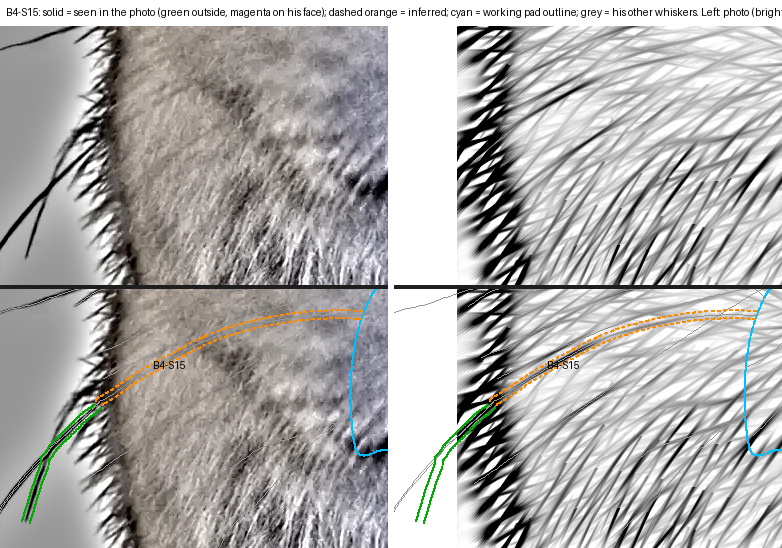 B4-S15: solid = seen in the photo (green outside, magenta on his face); dashed orange = inferred; cyan = working pad outline; grey = his other whiskers. Left: photo (brigh
B4-S15
B4-S15